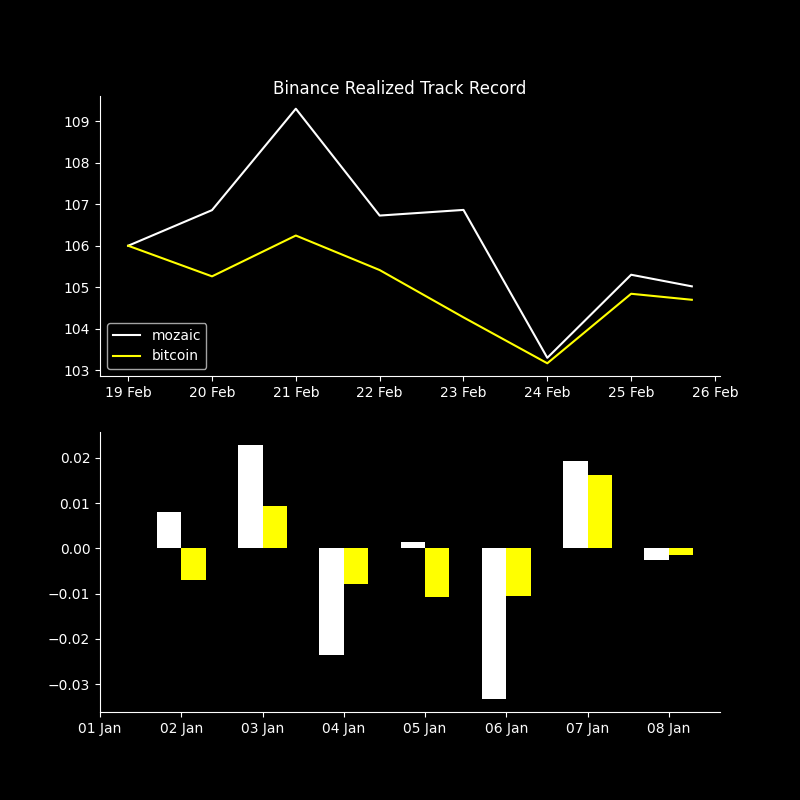 Binance Realized Track Record
109
108
107
106
105
104
103
mozaic
bitcoin
19 Feb 20 Feb 21 Feb 22 Feb 23 Feb 24 Feb 25 Feb 26 Feb
0.02
0.01
0.00
−0.01
−0.02
−0.03
01 Jan 02 Jan 03 Jan 04 Jan 05 Jan 06 Jan 07 Jan 08 Jan